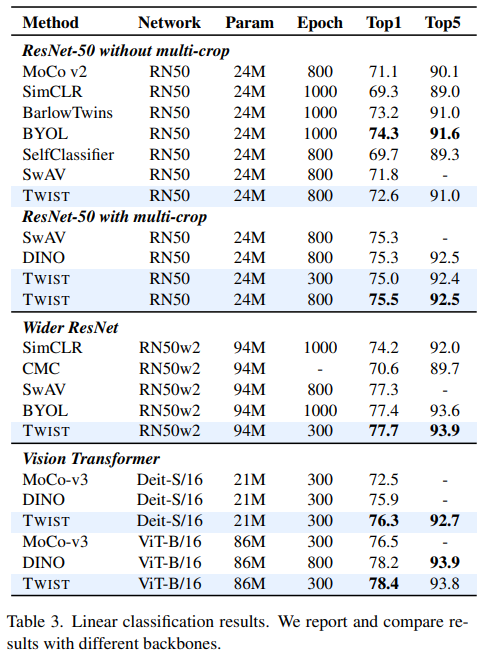 Method Network Param Epoch Top1 Top5
ResNet-50 without multi-crop
MoCo v2 RN50 24M 800 71.1 90.1
SimCLR RN50 24M 1000 69.3 89.0
BarlowTwins RN50 24M 1000 73.2 91.0
BYOL RN50 24M 1000 74.3 91.6
SelfClassifier RN50 24M 800 69.7 89.3
SwAV RN50 24M 800 71.8 -
TWIST RN50 24M 800 72.6 91.0
ResNet-50 with multi-crop
SwAV RN50 24M 800 75.3 -
DINO RN50 24M 800 75.3 92.5
TWIST RN50 24M 300 75.0 92.4
TWIST RN50 24M 800 75.5 92.5
Wider ResNet
SimCLR RN50w2 94M 1000 74.2 92.0
CMC RN50w2 94M - 70.6 89.7
SwAV RN50w2 94M 800 77.3 -
BYOL RN50w2 94M 1000 77.4 93.6
TWIST RN50w2 94M 300 77.7 93.9
Vision Transformer
MoCo-v3 Deit-S/16 21M 300 72.5 -
DINO Deit-S/16 21M 300 75.9 -
TWIST Deit-S/16 21M 300 76.3 92.7
MoCo-v3 ViT-B/16 86M 300 76.5 -
DINO ViT-B/16 86M 800 78.2 93.9
TWIST ViT-B/16 86M 300 78.4 93.8
Table 3. Linear classification results. We report and compare re-
sults with different backbones.